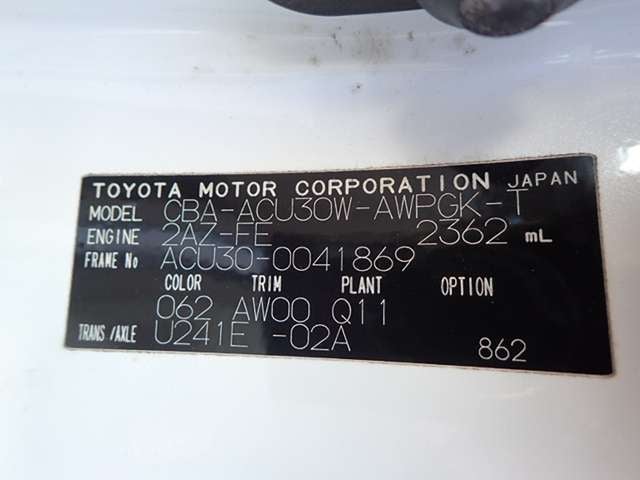 TOYOTA MOTOR CORPORATION JAPAN
MODEL CBA-ACU30W-AWPGK-T
ENGINE 2AZ-FE 2362 mL
FRAME No ACU30-0041869
COLOR TRIM PLANT OPTION
062 AW00 Q11
TRANS/AXLE U241E -02A 862